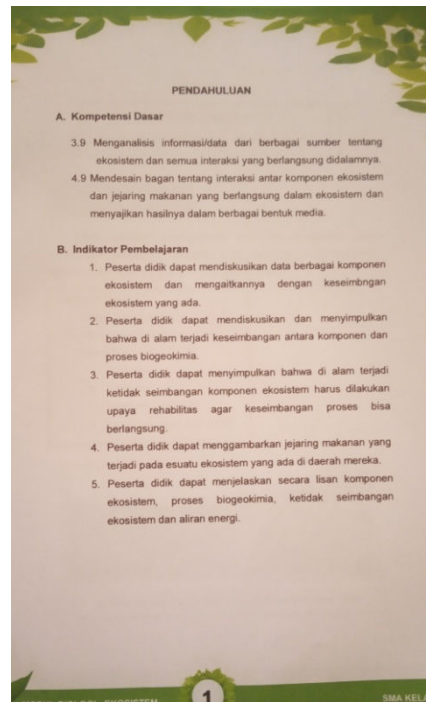 PENDAHULUAN
A. Kompetensi Dasar
3.9 Menganalisis informasi/data dari berbagai sumber tentang
ekosistem dan semua interaksi yang berlangsung didalamnya.
4.9 Mendesain bagan tentang interaksi antar komponen ekosistem
dan jejaring makanan yang berlangsung dalam ekosistem dan
menyajikan hasilnya dalam berbagai bentuk media.
B. Indikator Pembelajaran
1. Peserta didik dapat mendiskusikan data berbagai komponen
ekosistem dan mengaitkannya dengan keseimbngan
ekosistem yang ada.
2. Peserta didik dapat mendiskusikan dan menyimpulkan
bahwa di alam terjadi keseimbangan antara komponen dan
proses biogeokimia.
3. Peserta didik dapat menyimpulkan bahwa di alam terjadi
ketidak seimbangan komponen ekosistem harus dilakukan
upaya rehabilitas agar keseimbangan proses bisa
berlangsung.
4. Peserta didik dapat menggambarkan jejaring makanan yang
terjadi pada esuatu ekosistem yang ada di daerah mereka.
5. Peserta didik dapat menjelaskan secara lisan komponen
ekosistem, proses biogeokimia, ketidak seimbangan
ekosistem dan aliran energi.
1
SMA KELA